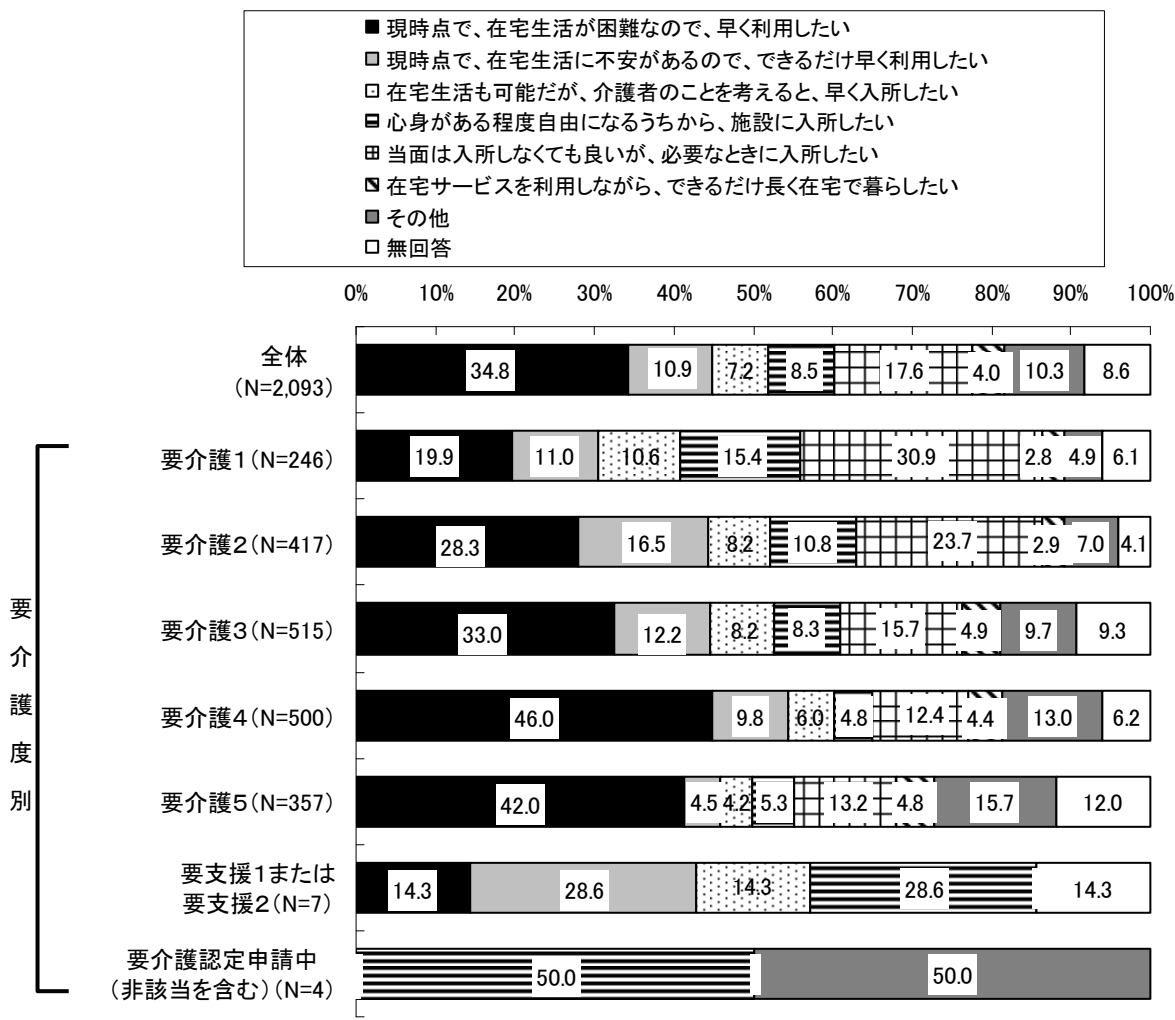 現時点で、在宅生活が困難なので、早く利用したい
現時点で、在宅生活に不安があるので、できるだけ早く利用したい
在宅生活も可能だが、介護者のことを考えると、早く入所したい
心身がある程度自由になるうちから、施設に入所したい
当面は入所しなくても良いが、必要なときに入所したい
在宅サービスを利用しながら、できるだけ長く在宅で暮らしたい
その他
無回答
0% 10% 20% 30% 40% 50% 60% 70% 80% 90% 100%
全体
(N=2,093)
34.8 10.9 7.2 8.5 17.6 4.0 10.3 8.6
要介護度別
要介護1(N=246) 19.9 11.0 10.6 15.4 30.9 2.8 4.9 6.1
要介護2(N=417) 28.3 16.5 8.2 10.8 23.7 2.9 7.0 4.1
要介護3(N=515) 33.0 12.2 8.2 8.3 15.7 4.9 9.7 9.3
要介護4(N=500) 46.0 9.8 6.0 4.8 12.4 4.4 13.0 6.2
要介護5(N=357) 42.0 4.5 4.2 5.3 13.2 4.8 15.7 12.0
要支援1または
要支援2(N=7)
14.3 28.6 14.3 28.6 14.3
要介護認定申請中
(非該当を含む)(N=4)
50.0 50.0